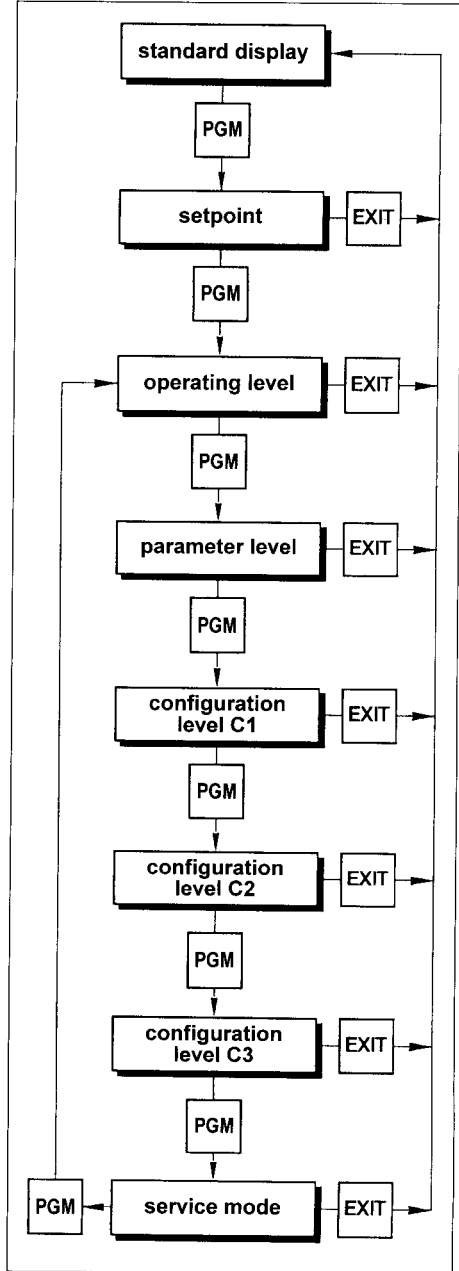 standard display
PGM
setpoint
EXIT
PGM
operating level
EXIT
PGM
parameter level
EXIT
PGM
configuration
level C1
EXIT
PGM
configuration
level C2
EXIT
PGM
configuration
level C3
EXIT
PGM
PGM
service mode
EXIT